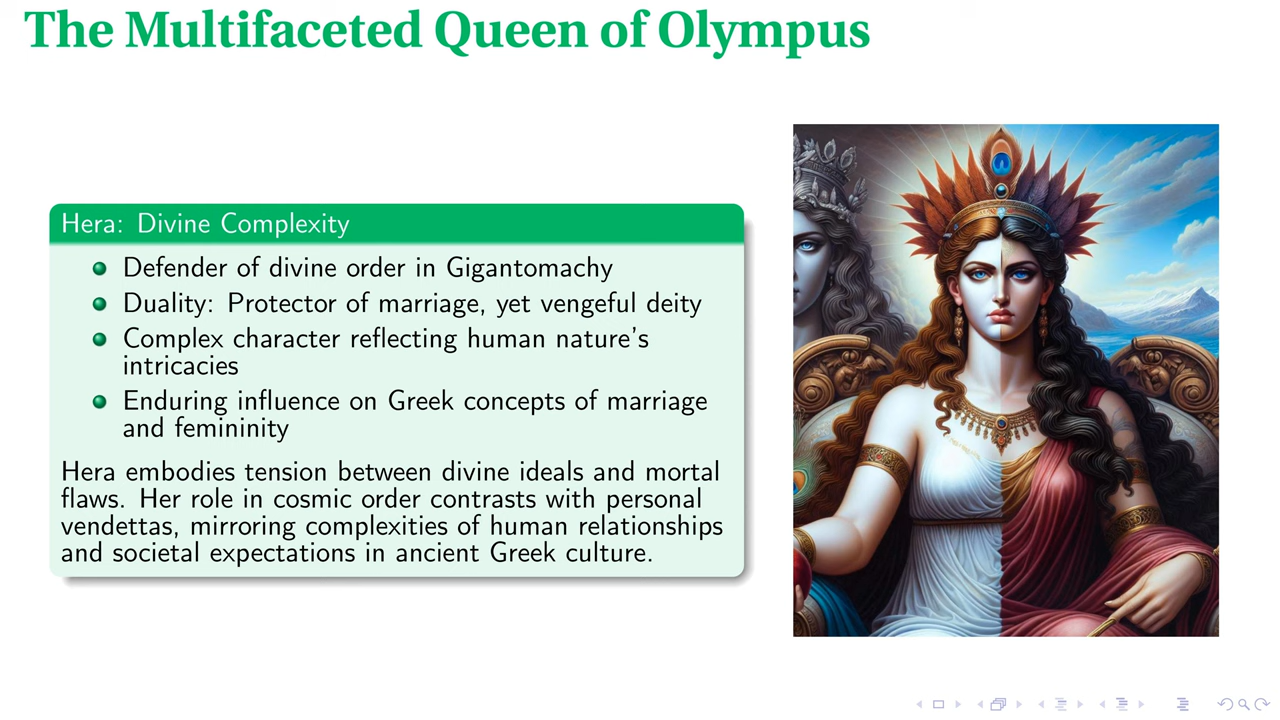 The Multifaceted Queen of Olympus
Hera: Divine Complexity
Defender of divine order in Gigantomachy
Duality: Protector of marriage, yet vengeful deity
Complex character reflecting human nature's
intricacies
Enduring influence on Greek concepts of marriage
and femininity
Hera embodies tension between divine ideals and mortal
flaws. Her role in cosmic order contrasts with personal
vendettas, mirroring complexities of human relationships
and societal expectations in ancient Greek culture.